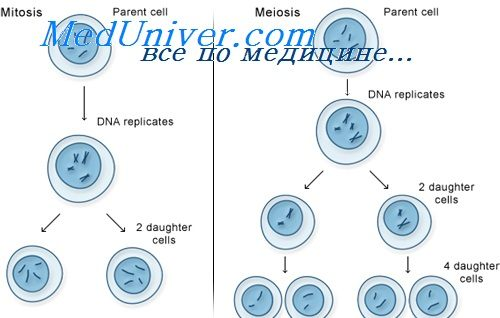 Mitosis
Parent cell
MedUniver.com
все по медицине...
DNA replicates
2 daughter
cells
Meiosis
Parent cell
DNA replicates
2 daughter
cells
4 daughter
cells